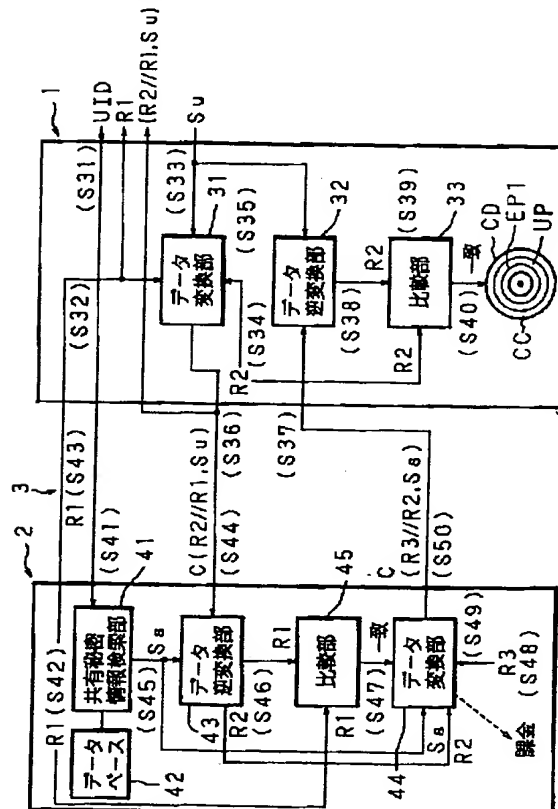 1
UID
R1
(R2//R1,Su)
Su
(S31)
(S32)
(S33)
31
データ
変換部
(S35)
R2
(S34)
32
データ
逆変換部
(S36)
(S37)
(S38)
R2
(S39)
33
比較部
R2
(S40)
一致
CD
EP1
UP
CC
3
2
R1(S43)
R1
(S42)
(S41)
41
共有秘密
情報検索部
データ
ベース
42
(S45)
Sa
C(R2//R1,Su)
(S44)
データ
逆変換部
43
R2
(S46)
R1
45
比較部
R1
(S47)
一致
C
(R3//R2,Sa)
(S50)
データ
変換部
44
Sa
R2
(S49)
R3
(S48)
課金